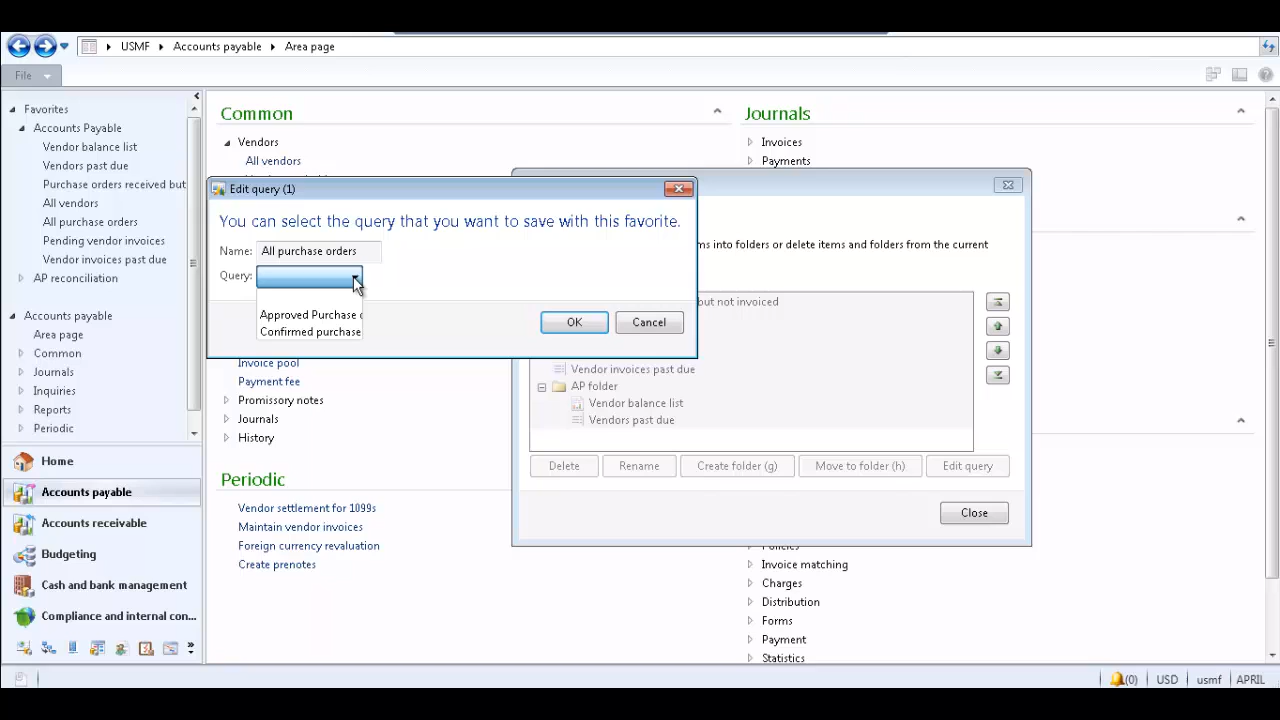 USMF
Accounts payable
Area page
File
Favorites
Accounts Payable
Vendor balance list
Vendors past due
Purchase orders received but
All vendors
All purchase orders
Pending vendor invoices
Vendor invoices past due
AP reconciliation
Accounts payable
Area page
Common
Journals
Inquiries
Reports
Periodic
Home
Accounts payable
Accounts receivable
Budgeting
Cash and bank management
Compliance and internal con...
Common
Vendors
All vendors
Invoice pool
Payment fee
Promissory notes
Journals
History
Periodic
Vendor settlement for 1099s
Maintain vendor invoices
Foreign currency revaluation
Create prenotes
Journals
Invoices
Payments
Edit query (1)
You can select the query that you want to save with this favorite.
Name: All purchase orders
Query:
Approved Purchase
Confirmed purchase
OK
Cancel
items into folders or delete items and folders from the current
but not invoiced
Vendor invoices past due
AP folder
Vendor balance list
Vendors past due
Delete
Rename
Create folder (g)
Move to folder (h)
Edit query
Close
Policies
Invoice matching
Charges
Distribution
Forms
Payment
Statistics
(0)
USD
usmf
APRIL